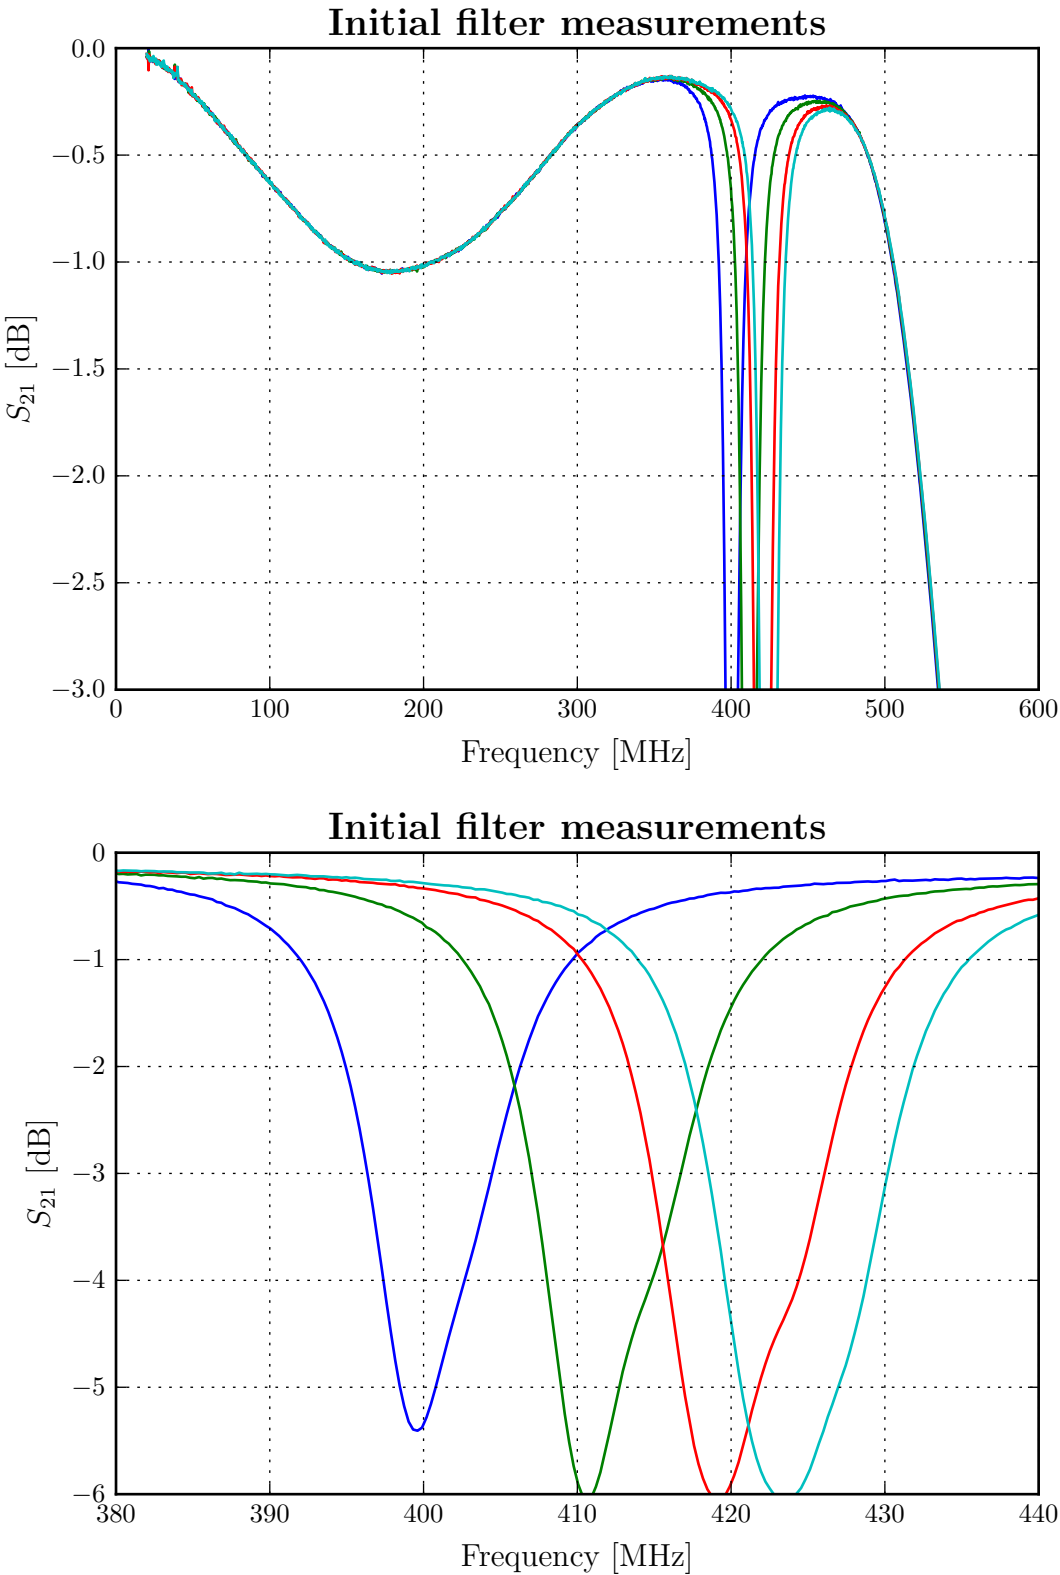 Initial filter measurements
0.0
−0.5
−1.0
−1.5
−2.0
−2.5
−3.0
S21 [dB]
0 100 200 300 400 500 600
Frequency [MHz]
Initial filter measurements
0
−1
−2
−3
−4
−5
−6
S21 [dB]
380 390 400 410 420 430 440
Frequency [MHz]